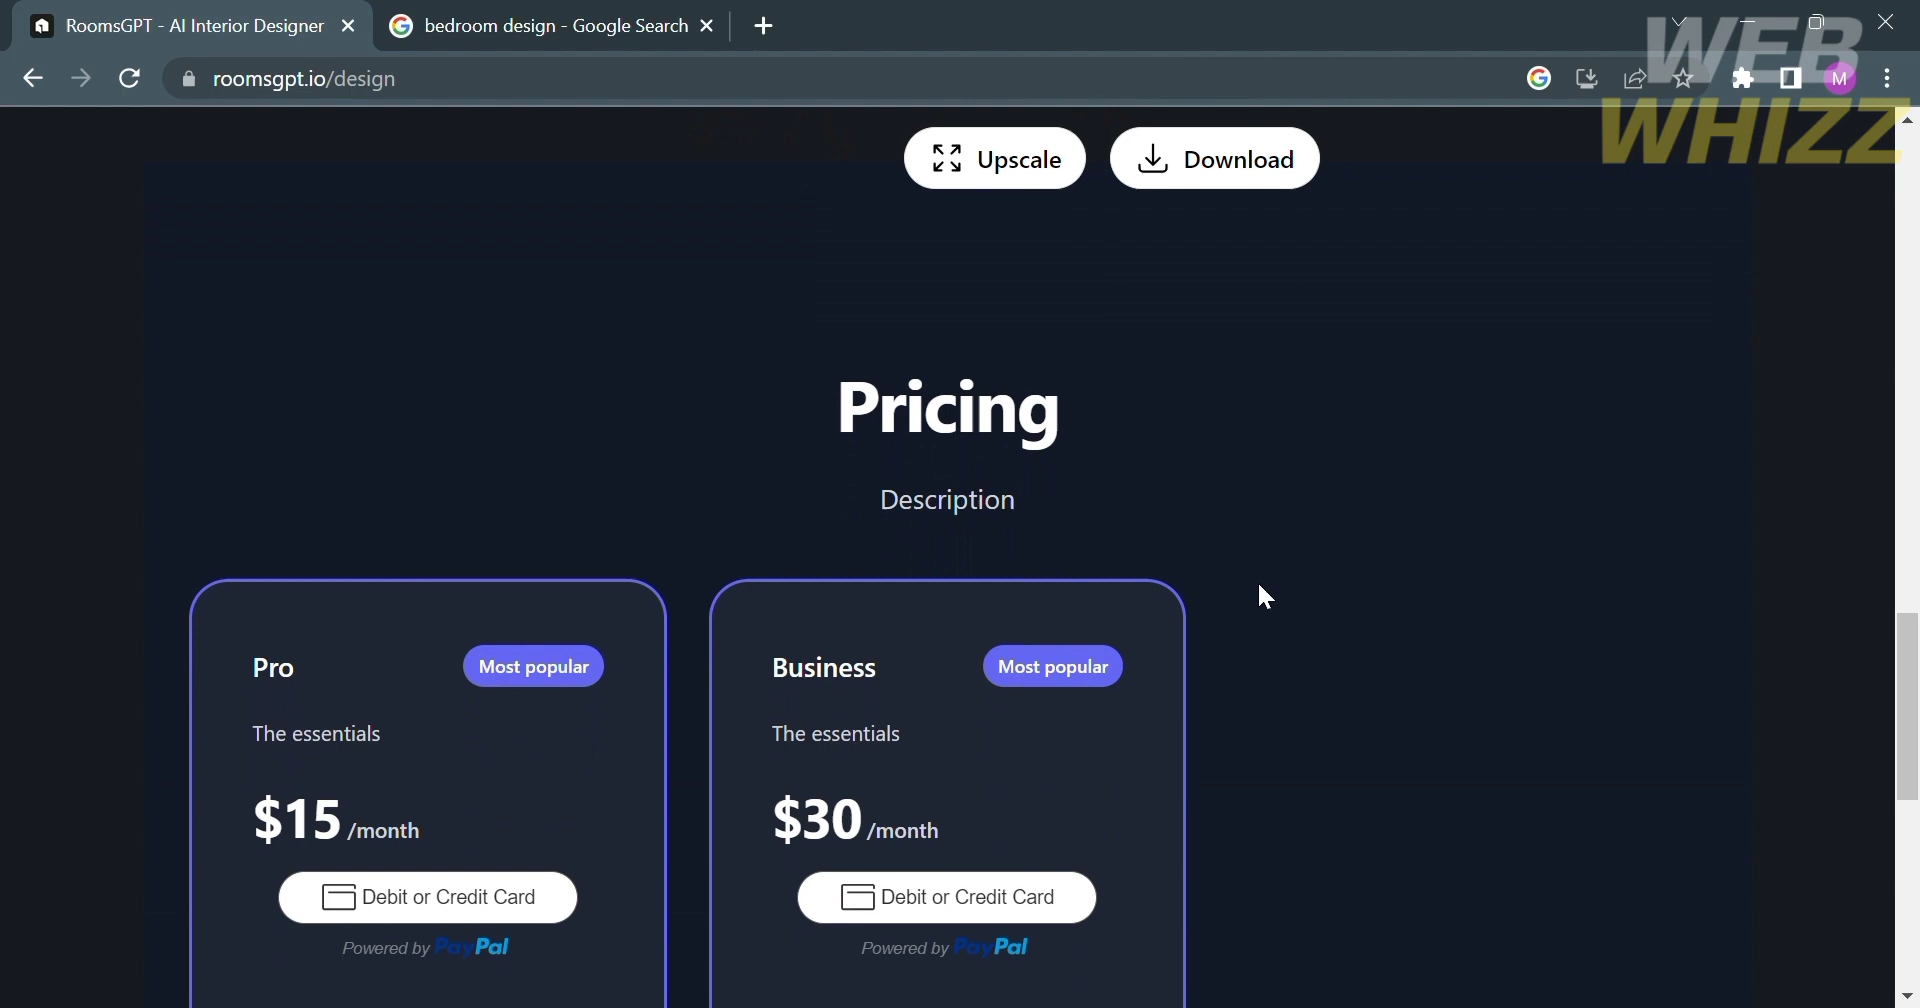 RoomsGPT - AI Interior Designer
bedroom design - Google Search
roomsgpt.io/design
M
WEB
WHIZZ
Upscale
Download
Pricing
Description
Pro
Most popular
The essentials
$15 /month
Debit or Credit Card
Powered by PayPal
Business
Most popular
The essentials
$30 /month
Debit or Credit Card
Powered by PayPal